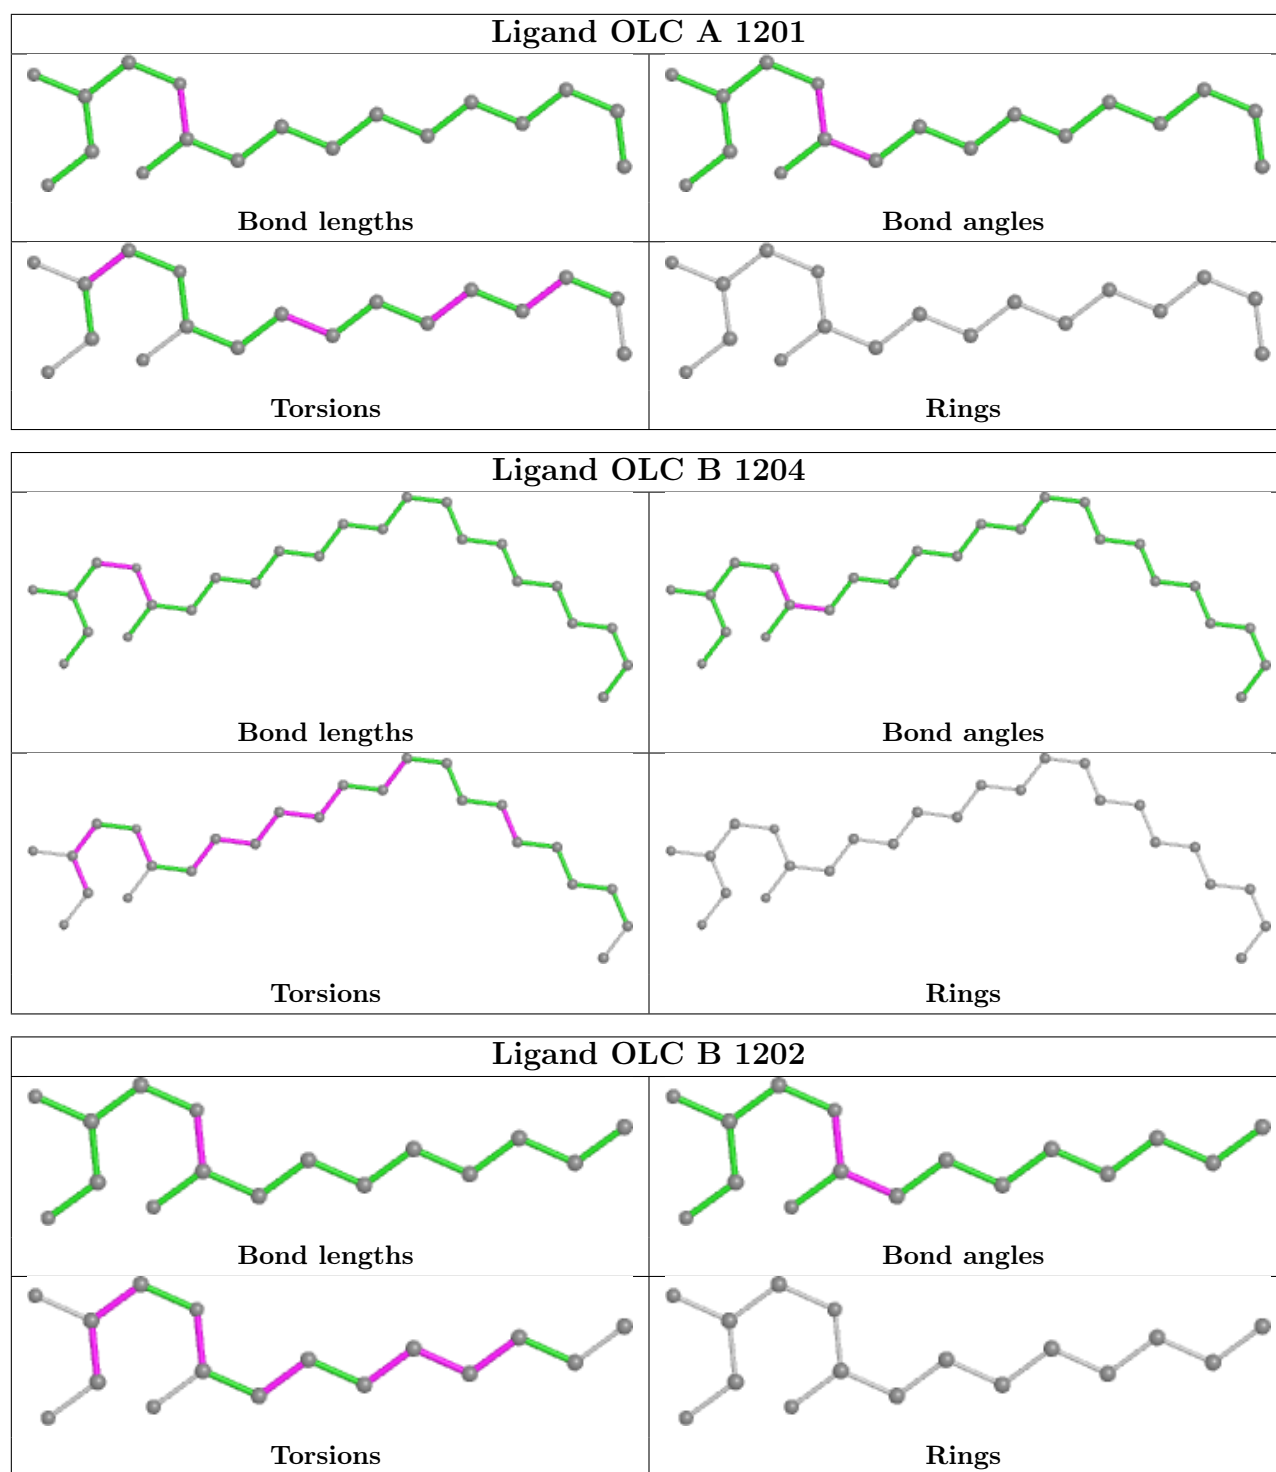 Ligand OLC A 1201
Bond lengths
Bond angles
Torsions
Rings
Ligand OLC B 1204
Bond lengths
Bond angles
Torsions
Rings
Ligand OLC B 1202
Bond lengths
Bond angles
Torsions
Rings